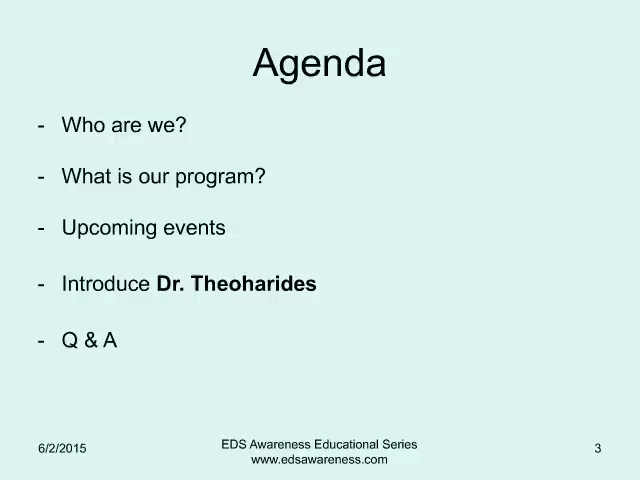 Agenda
- Who are we?
- What is our program?
- Upcoming events
- Introduce Dr. Theoharides
- Q & A
6/2/2015
EDS Awareness Educational Series
www.edsawareness.com
3